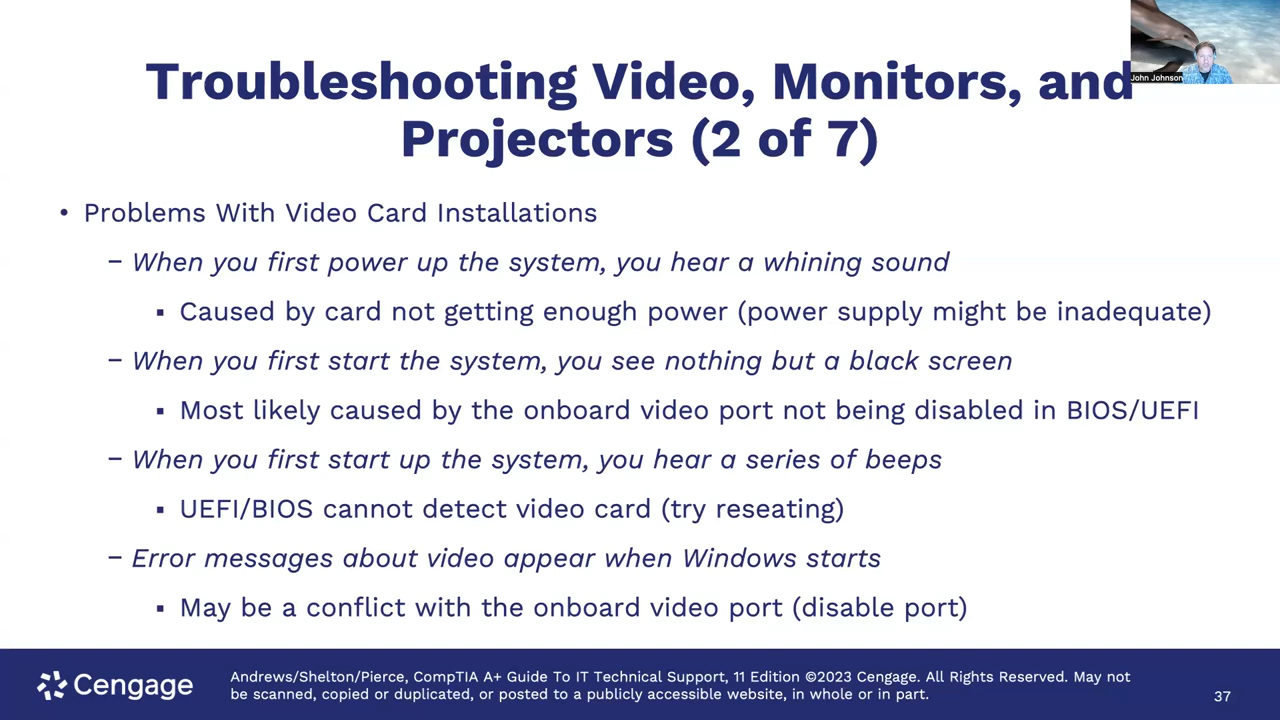 John Johnson
Troubleshooting Video, Monitors, and
Projectors (2 of 7)
• Problems With Video Card Installations
− When you first power up the system, you hear a whining sound
▪ Caused by card not getting enough power (power supply might be inadequate)
− When you first start the system, you see nothing but a black screen
▪ Most likely caused by the onboard video port not being disabled in BIOS/UEFI
− When you first start up the system, you hear a series of beeps
▪ UEFI/BIOS cannot detect video card (try reseating)
− Error messages about video appear when Windows starts
▪ May be a conflict with the onboard video port (disable port)
Cengage
Andrews/Shelton/Pierce, CompTIA A+ Guide To IT Technical Support, 11 Edition ©2023 Cengage. All Rights Reserved. May not
be scanned, copied or duplicated, or posted to a publicly accessible website, in whole or in part.
37